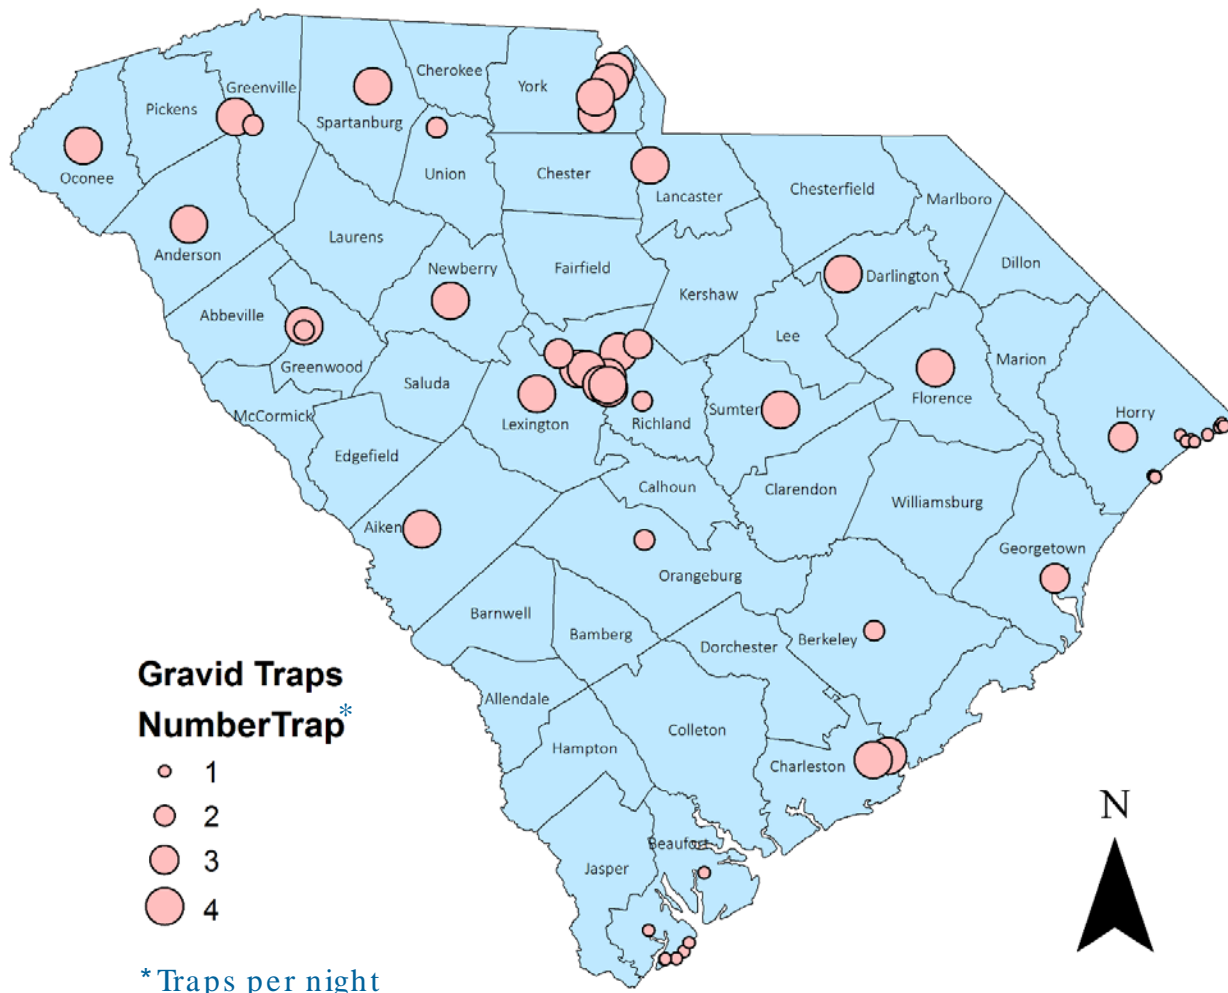 Cherokee
York
Greenville
Pickens
Spartanburg
Oconee
Union
Chester
Lancaster
Chesterfield
Marlboro
Anderson
Laurens
Newberry
Fairfield
Dillon
Darlington
Kershaw
Abbeville
Lee
Marion
Greenwood
Saluda
Florence
McCormick
Lexington
Richland
Sumter
Horry
Edgefield
Calhoun
Clarendon
Williamsburg
Aiken
Georgetown
Orangeburg
Barnwell
Bamberg
Dorchester
Berkeley
Allendale
Colleton
Hampton
Charleston
Beaufort
Jasper
Gravid Traps
NumberTrap*
1
2
3
4
*Traps per night
N